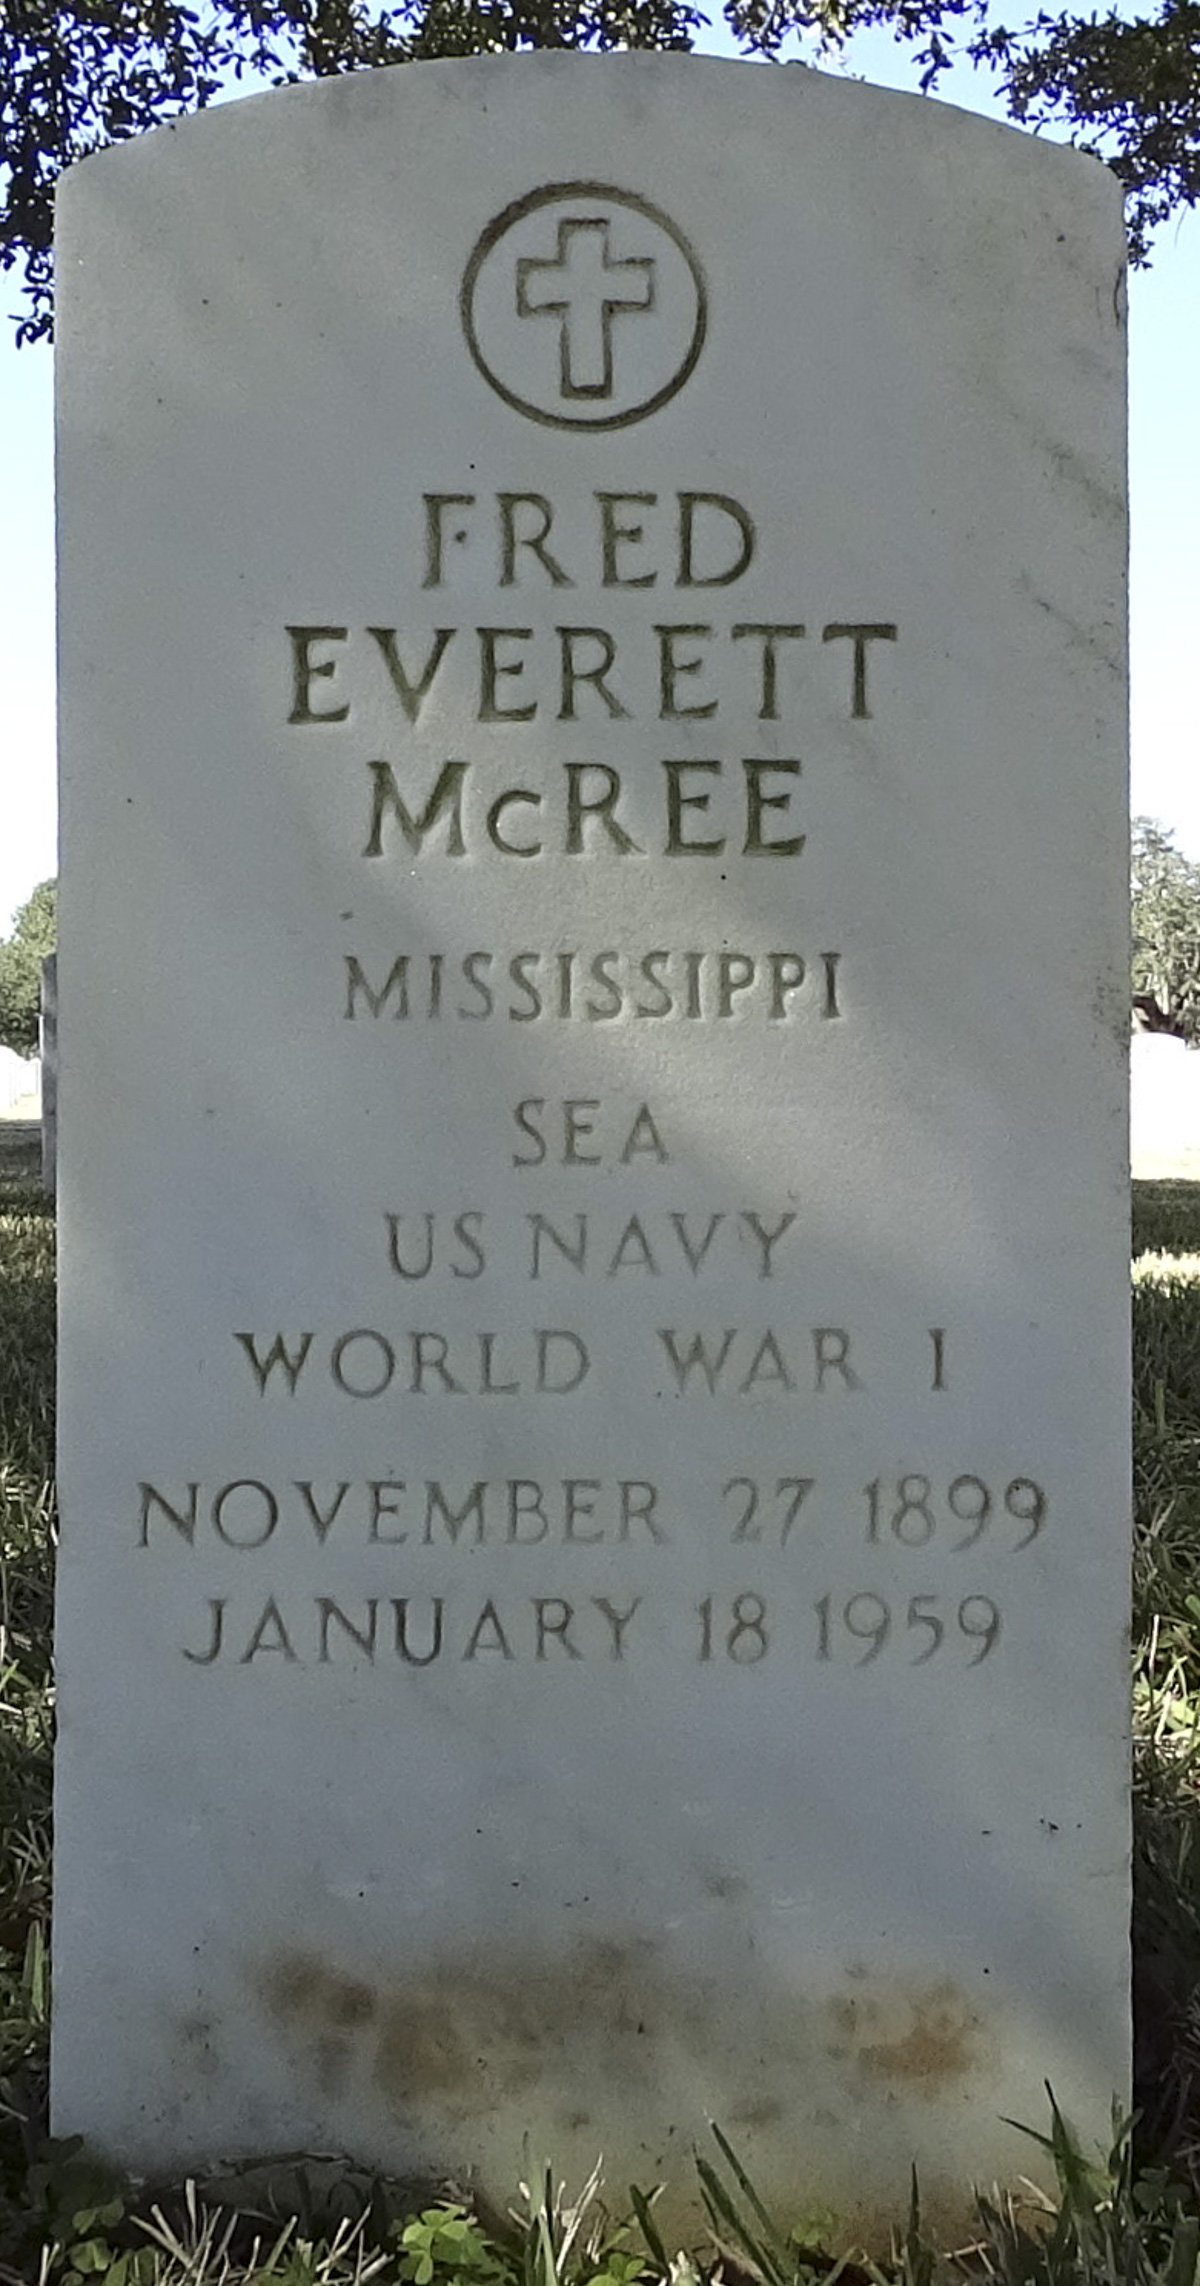 FRED
EVERETT
McREE
MISSISSIPPI
SEA
US NAVY
WORLD WAR I
NOVEMBER 27 1899
JANUARY 18 1959